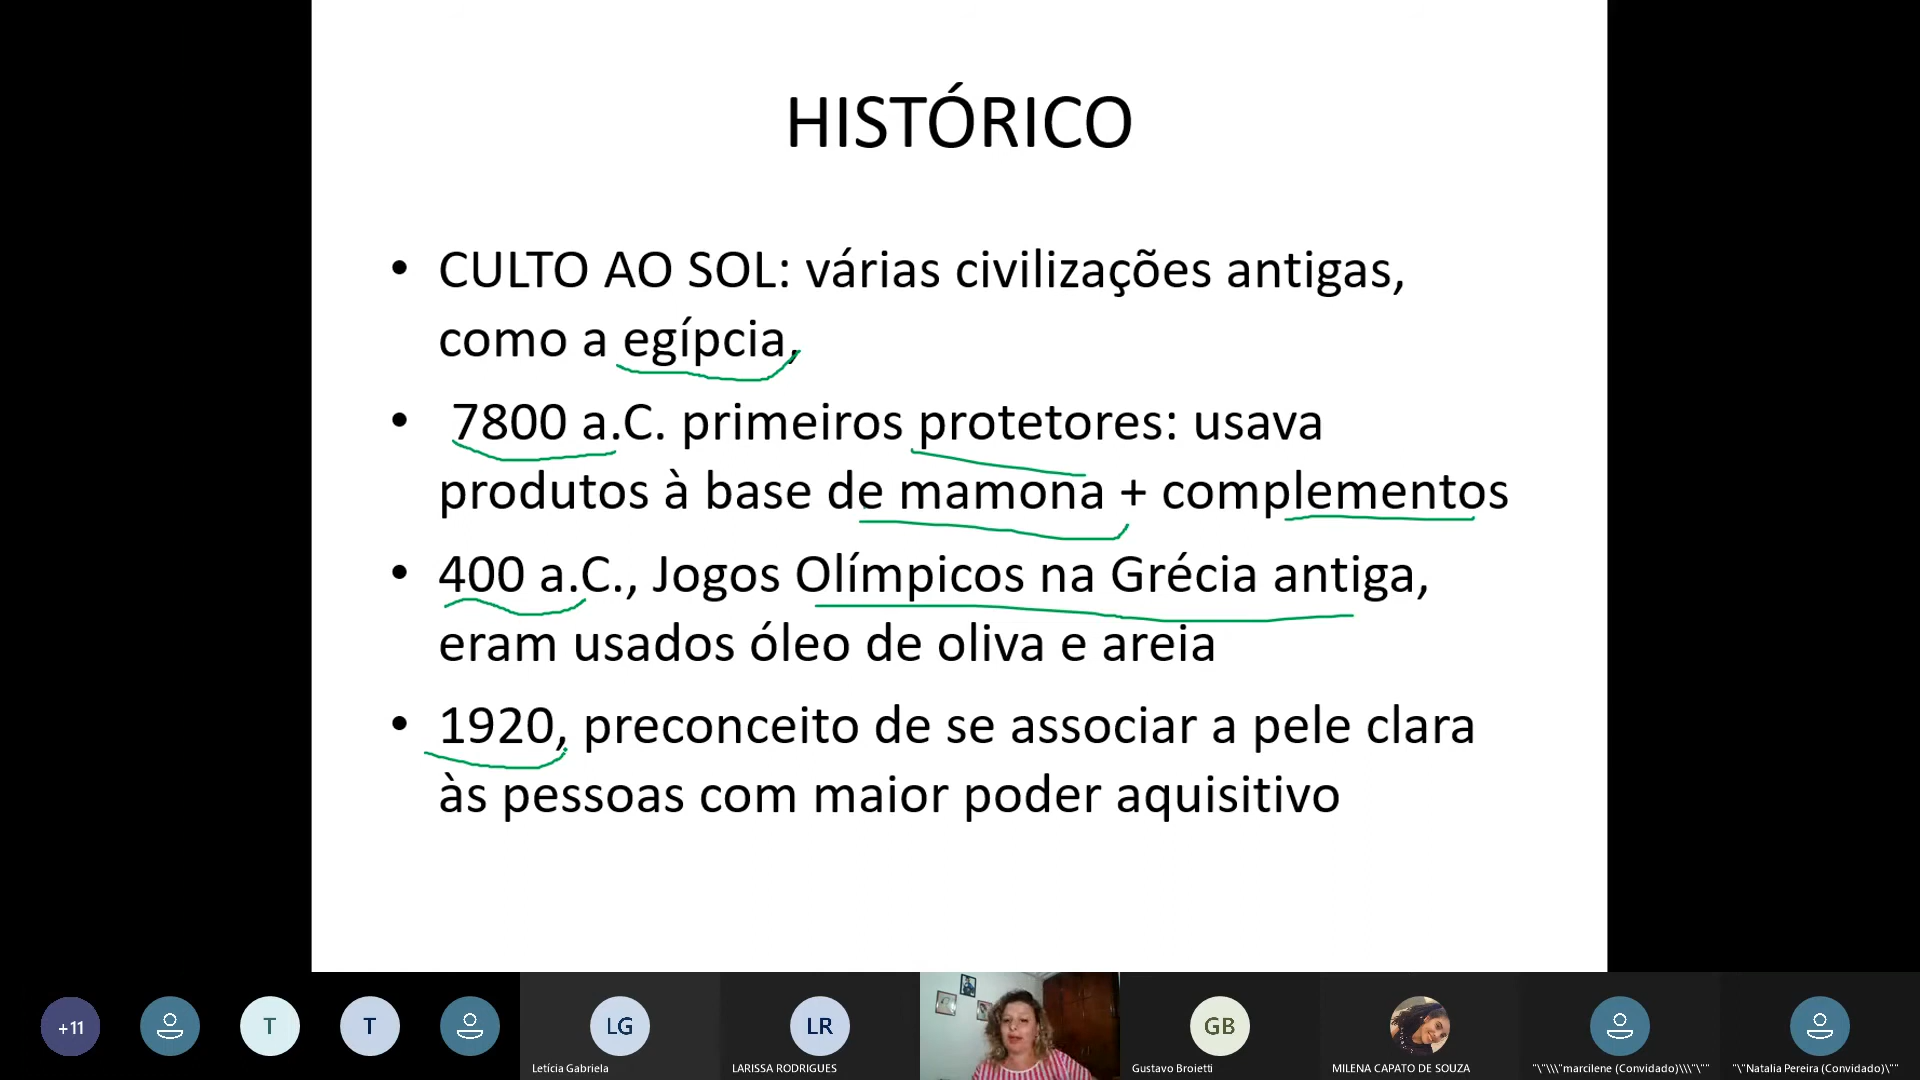 HISTÓRICO
• CULTO AO SOL: várias civilizações antigas,
como a egípcia,
• 7800 a.C. primeiros protetores: usava
produtos à base de mamona + complementos
• 400 a.C., Jogos Olímpicos na Grécia antiga,
eram usados óleo de oliva e areia
• 1920, preconceito de se associar a pele clara
às pessoas com maior poder aquisitivo
+11
T
T
LG
LR
GB
Letícia Gabriela
LARISSA RODRIGUES
Gustavo Broietti
MILENA CAPATO DE SOUZA
"\"\\\"marcilene (Convidado)\\\"\""
"\"Natalia Pereira (Convidado)\""